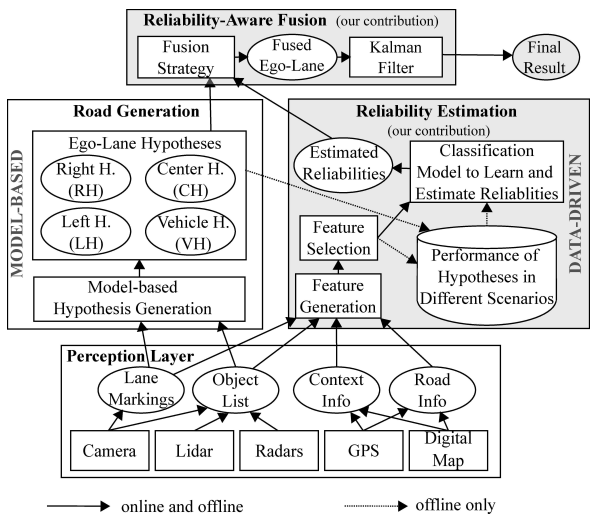 Reliability-Aware Fusion (our contribution)
Fusion
Strategy
Fused
Ego-Lane
Kalman
Filter
Final
Result
Road Generation
MODEL-BASED
Ego-Lane Hypotheses
Right H.
(RH)
Center H.
(CH)
Left H.
(LH)
Vehicle H.
(VH)
Model-based
Hypothesis Generation
Reliability Estimation
(our contribution)
DATA-DRIVEN
Estimated
Reliabilities
Classification
Model to Learn and
Estimate Reliablities
Feature
Selection
Performance of
Hypotheses in
Different Scenarios
Feature
Generation
Perception Layer
Lane
Markings
Object
List
Context
Info
Road
Info
Camera
Lidar
Radars
GPS
Digital
Map
online and offline
offline only